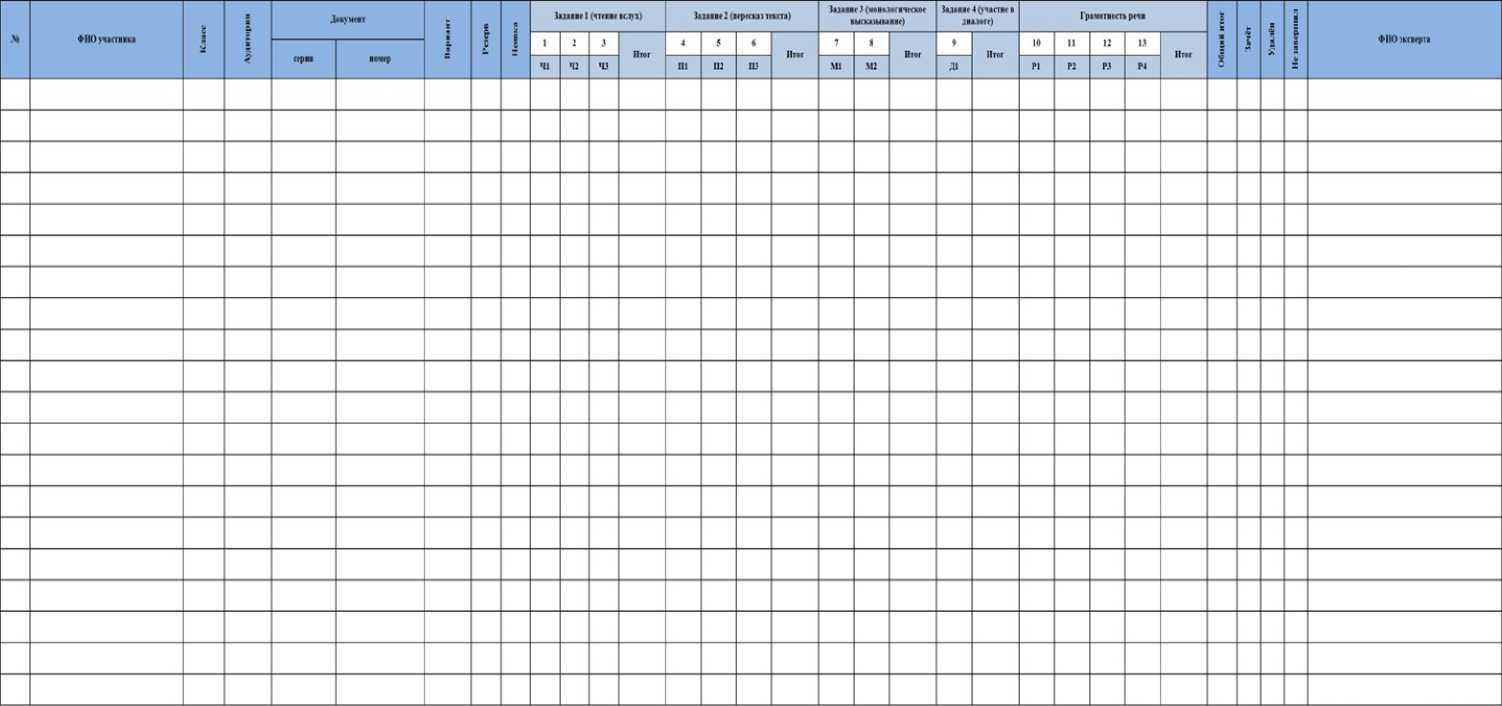 №
ФИО участника
Класс
Аудитория
Документ
серия
номер
Вариант
Резерв
Неявка
Задание 1 (чтение вслух)
1 2 3 Итог
Ч1 Ч2 Ч3
Задание 2 (пересказ текста)
4 5 6 Итог
П1 П2 П3
Задание 3 (монологическое
высказывание)
7 8 Итог
М1 М2
Задание 4 (участие в
диалоге)
9 Итог
Д1
Грамотность речи
10 11 12 13 Итог
Р1 Р2 Р3 Р4
Общий итог
Зачёт
Удалён
Не завершил
ФИО эксперта